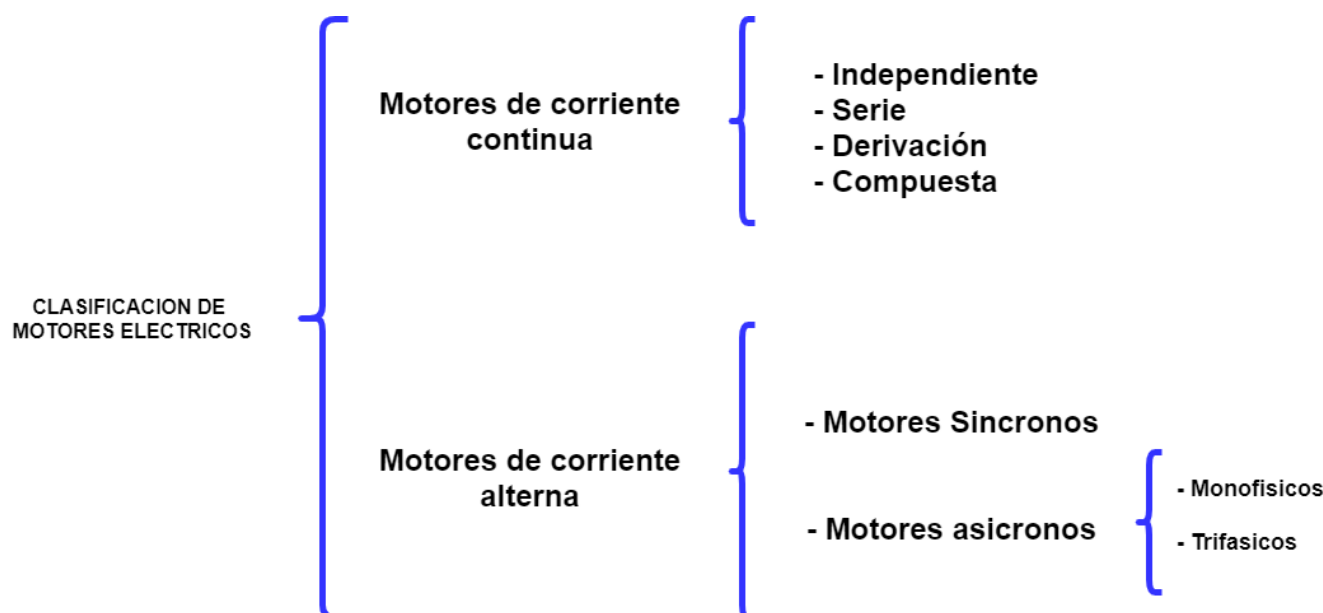 CLASIFICACION DE
MOTORES ELECTRICOS
Motores de corriente
continua
- Independiente
- Serie
- Derivación
- Compuesta
Motores de corriente
alterna
- Motores Sincronos
- Motores asicronos
- Monofisicos
- Trifasicos